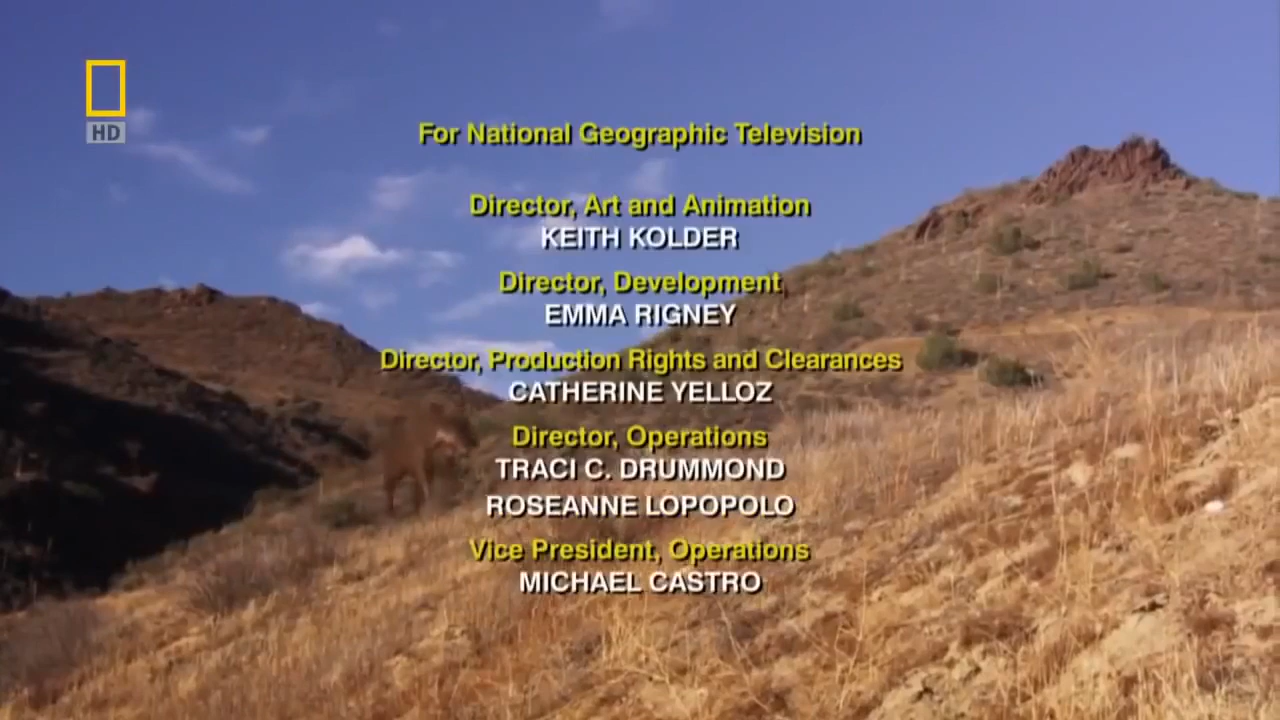 HD
For National Geographic Television
Director, Art and Animation
KEITH KOLDER
Director, Development
EMMA RIGNEY
Director, Production Rights and Clearances
CATHERINE YELLOZ
Director, Operations
TRACI C. DRUMMOND
ROSEANNE LOPOPOLO
Vice President, Operations
MICHAEL CASTRO